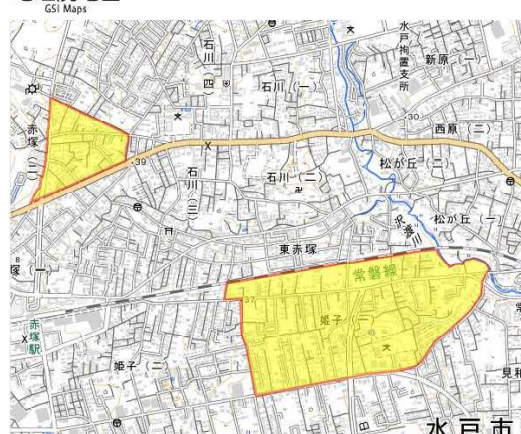 GSI Maps
水戸拘置支所
新原(一)
石川(四)
石川(一)
30
西原(二)
赤塚(二)
39
松が丘(二)
石川(三)
石川(二)
沢渡川
松が丘(一)
東赤塚
常磐線
塚(一)
37
赤塚駅
姫子(一)
姫子(二)
見和
水戸市